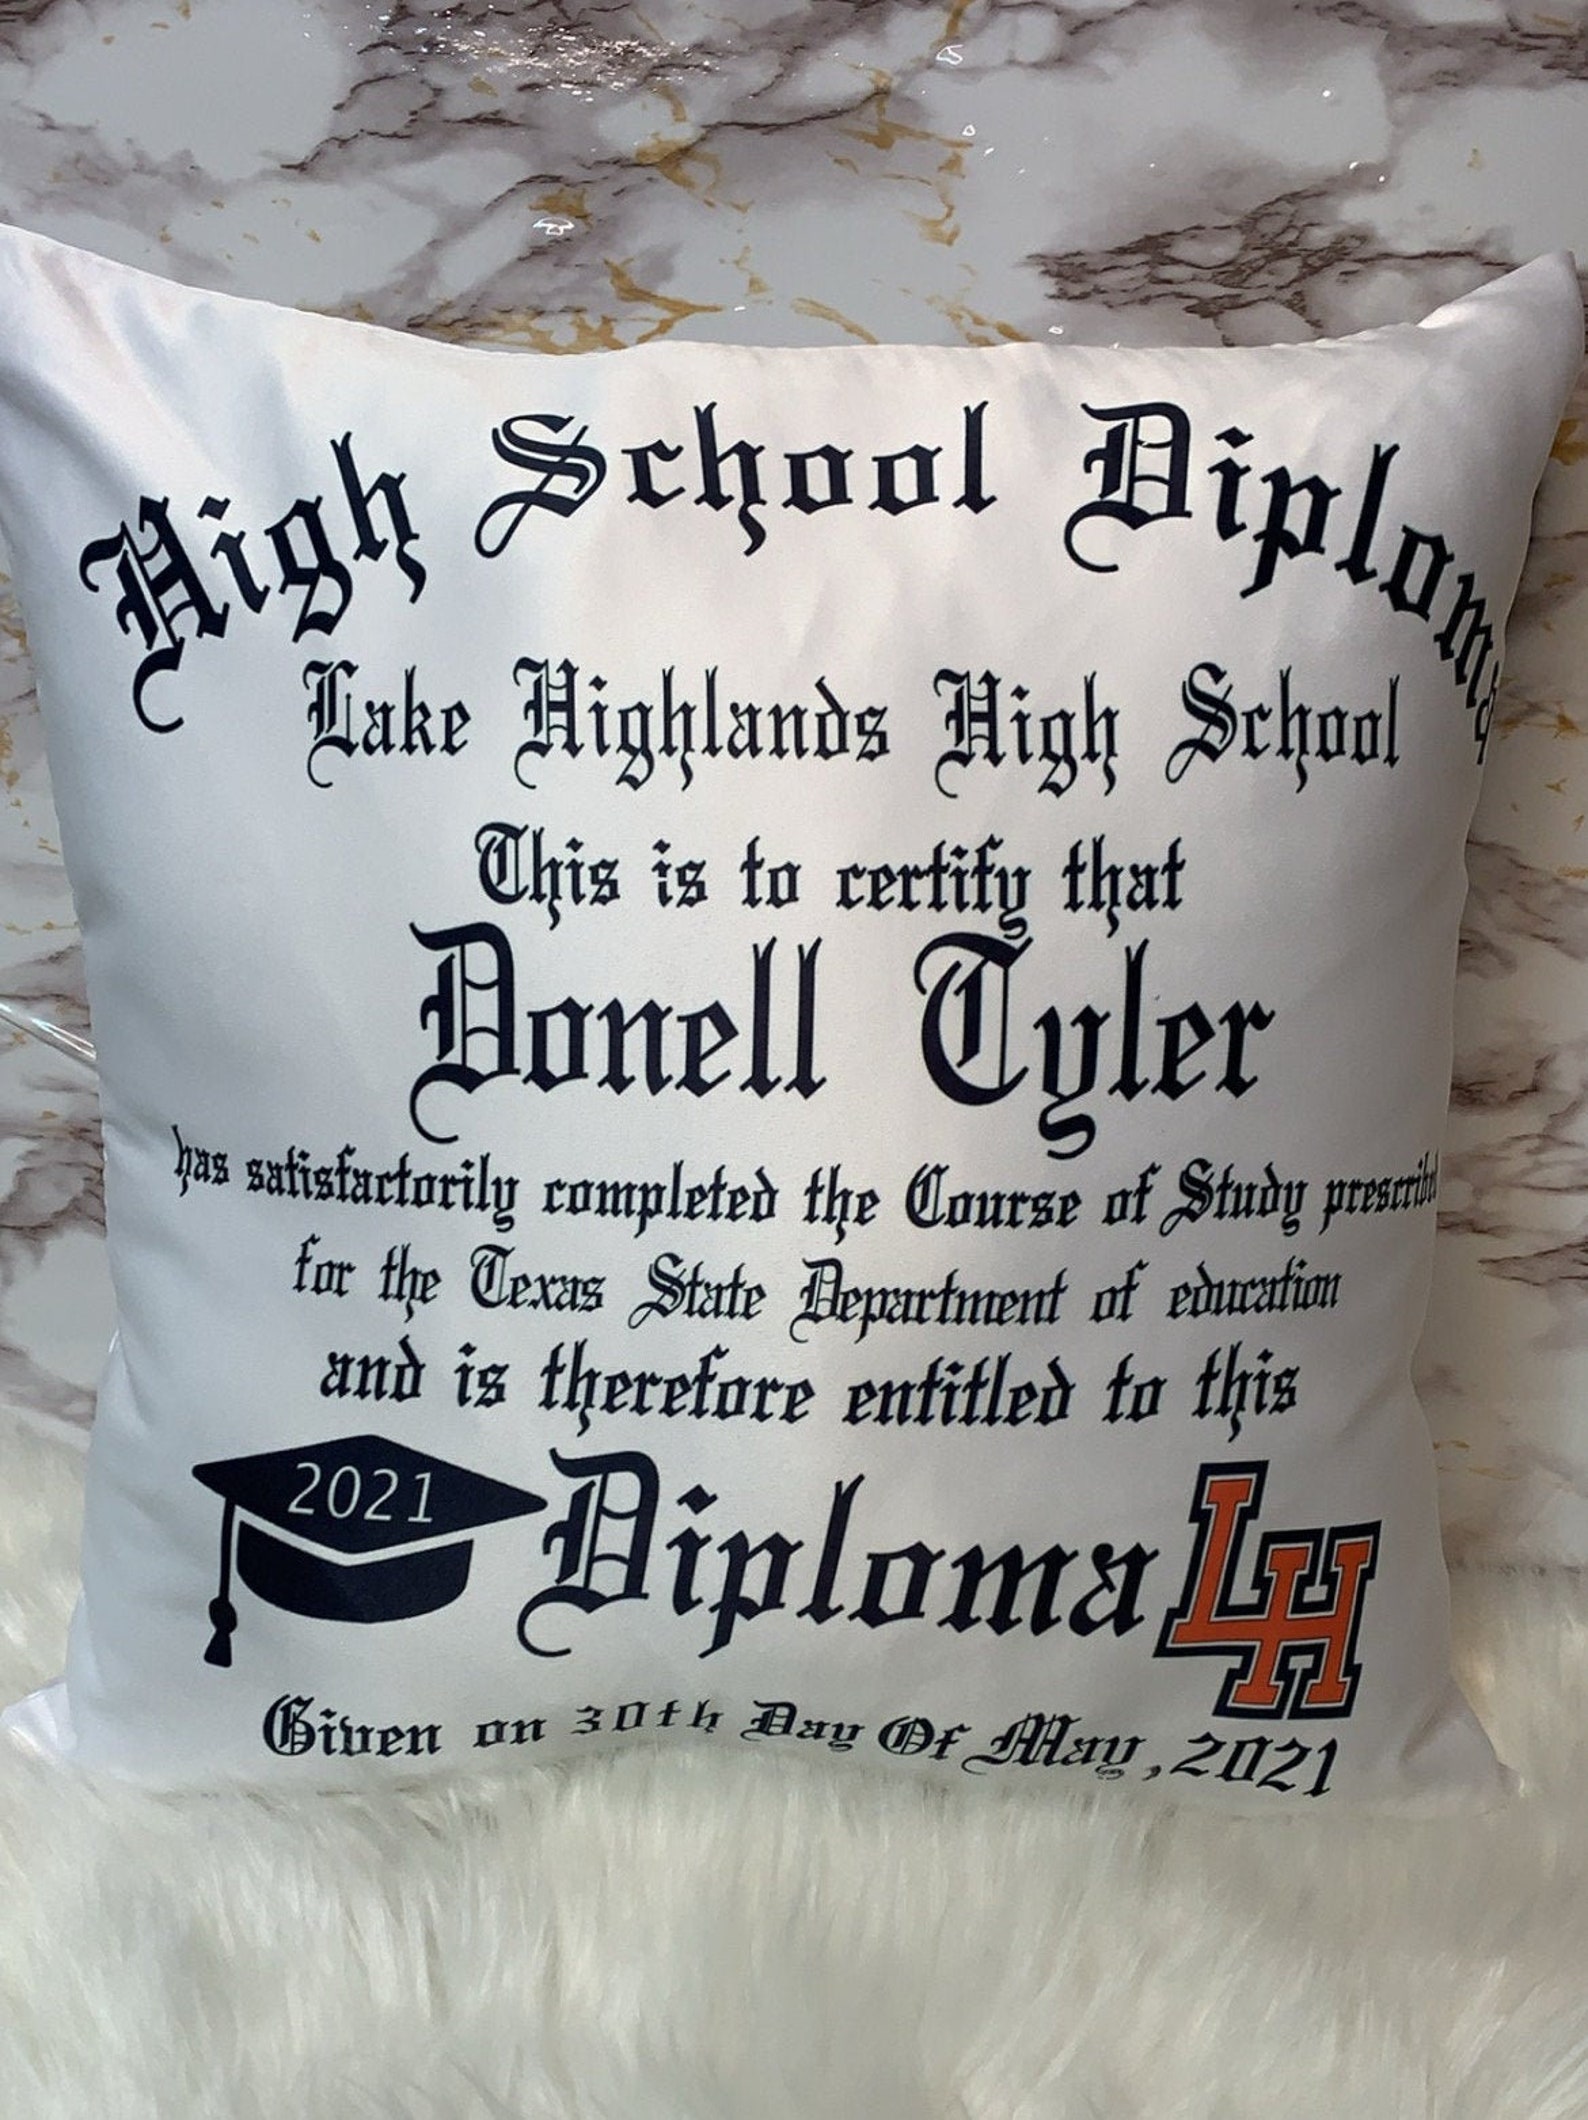 High School Diploma
Lake Highlands High School
This is to certify that
Donell Tyler
has satisfactorily completed the Course of Study prescribed
for the Texas State Department of education
and is therefore entitled to this
2021 Diploma LH
Given on 30th Day Of May, 2021